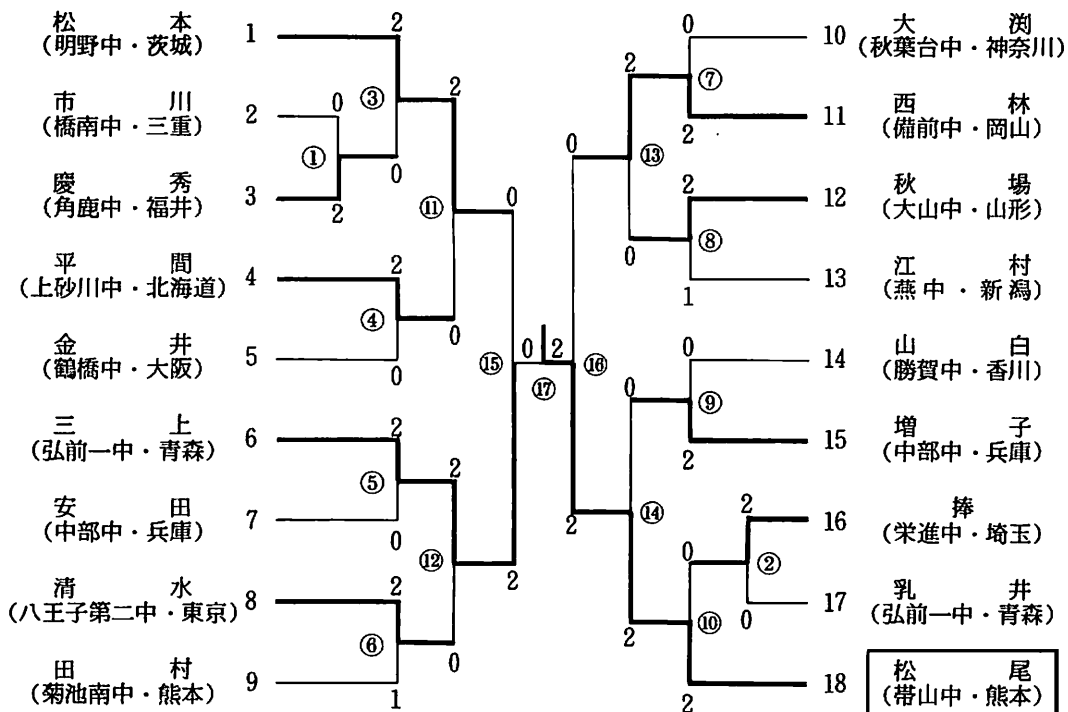 松本 1
(明野中・茨城)
市川 2
(橋南中・三重)
慶秀 3
(角鹿中・福井)
平間 4
(上砂川中・北海道)
金井 5
(鶴橋中・大阪)
三上 6
(弘前一中・青森)
安田 7
(中部中・兵庫)
清水 8
(八王子第二中・東京)
田村 9
(菊池南中・熊本)
2
0
①
2
③
0
2
⑪
2
④
0
0
0
2
⑤
0
2
⑫
2
⑥
1
0
2
⑮
0
0 2
⑰
0
⑯
2
2
⑬
0
0
⑦
2
2
⑧
1
0
⑭
2
0
⑨
2
0
⑩
2
2
②
0
10 大渕
(秋葉台中・神奈川)
11 西林
(備前中・岡山)
12 秋場
(大山中・山形)
13 江村
(燕中・新潟)
14 山白
(勝賀中・香川)
15 増子
(中部中・兵庫)
16 捧
(栄進中・埼玉)
17 乳井
(弘前一中・青森)
18 松尾
(帯山中・熊本)